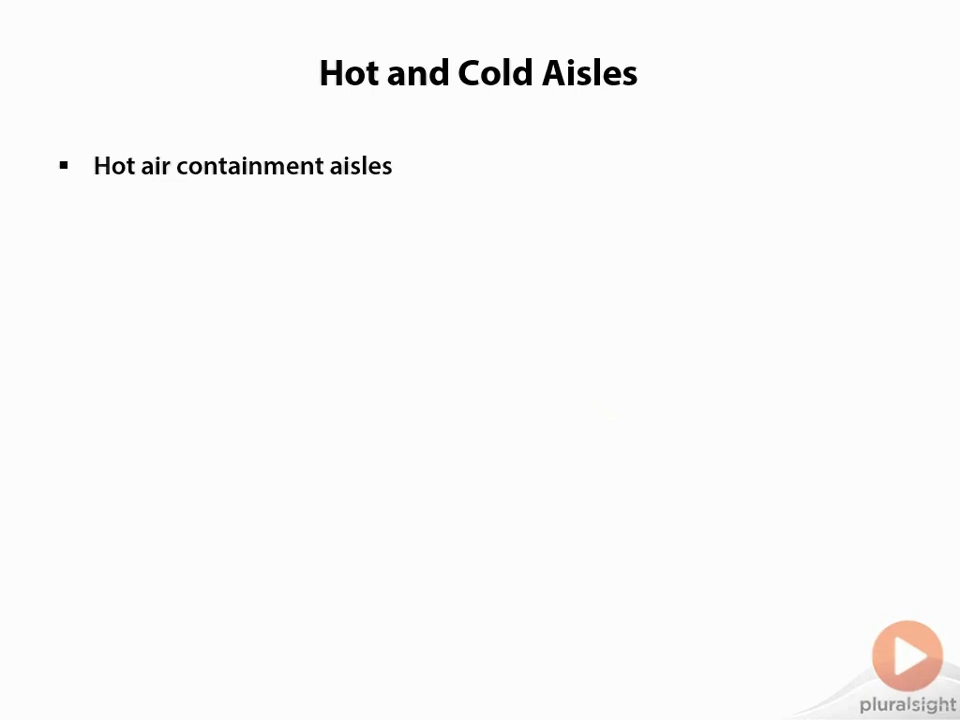 Hot and Cold Aisles
▪ Hot air containment aisles
pluralsight